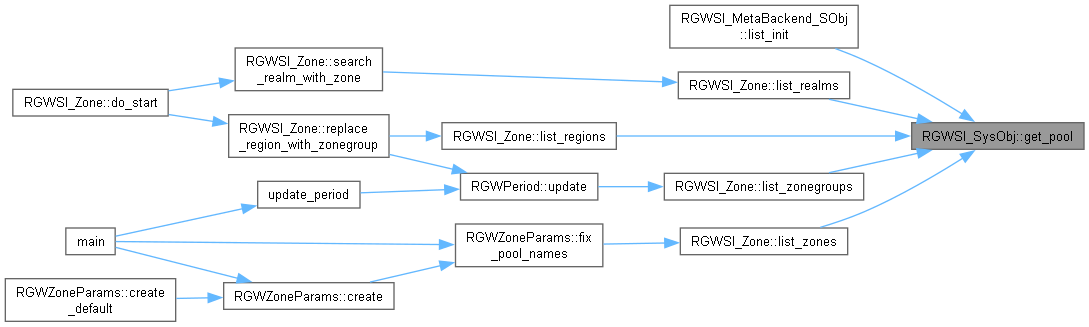 RGWSI_MetaBackend_SObj
::list_init
RGWSI_Zone::search
_realm_with_zone
RGWSI_Zone::list_realms
RGWSI_Zone::do_start
RGWSI_Zone::replace
_region_with_zonegroup
RGWSI_Zone::list_regions
RGWSI_SysObj::get_pool
update_period
RGWPeriod::update
RGWSI_Zone::list_zonegroups
main
RGWZoneParams::fix
_pool_names
RGWSI_Zone::list_zones
RGWZoneParams::create
_default
RGWZoneParams::create